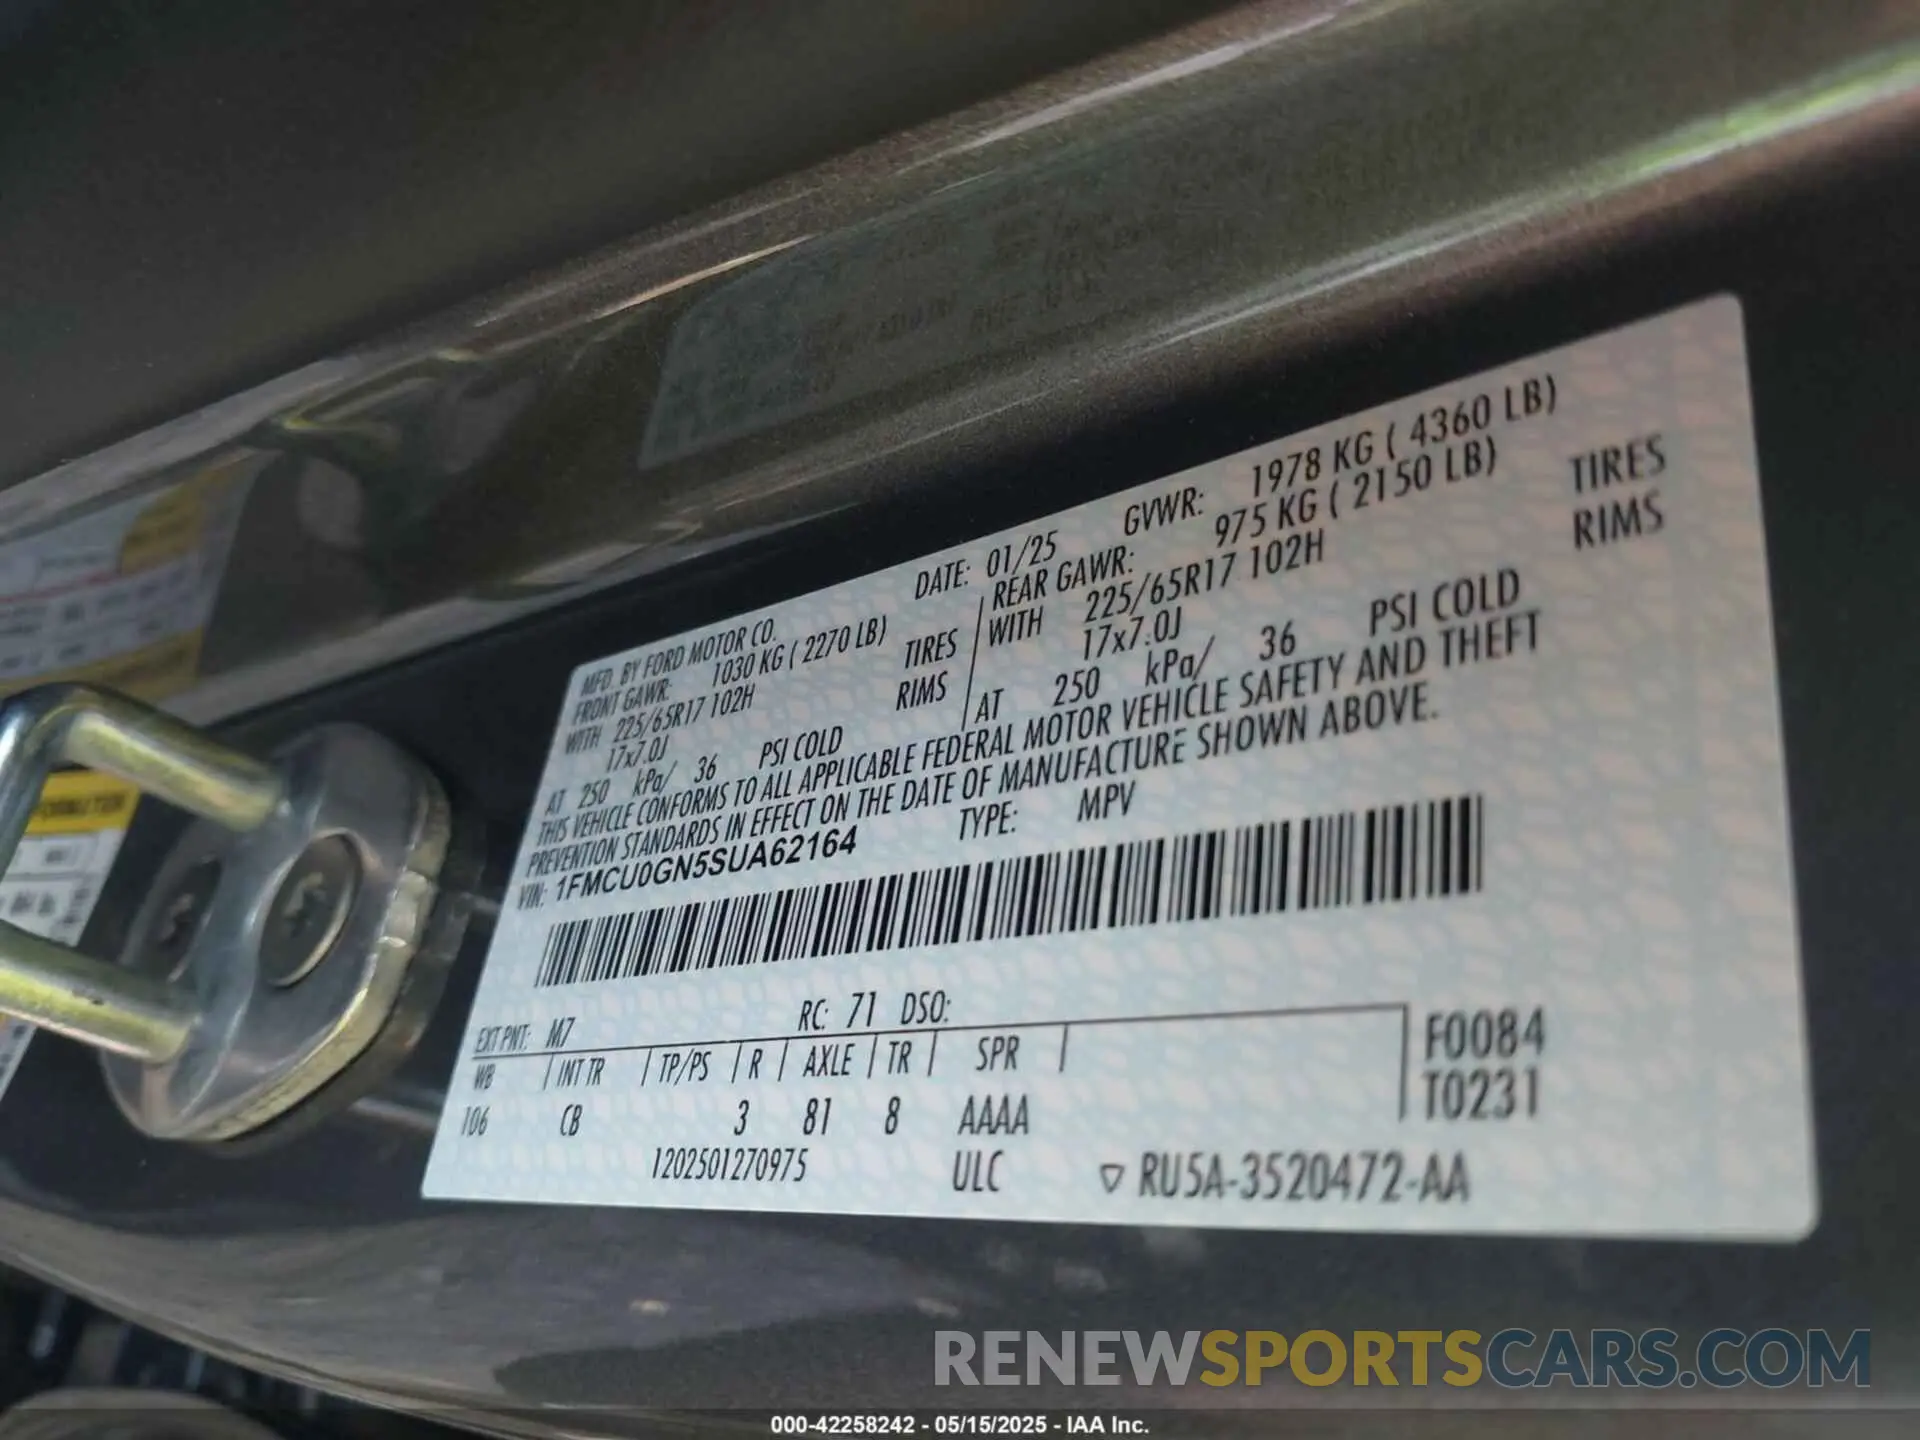 MFD. BY FORD MOTOR CO. DATE: 01/25 GVWR: 1978 KG ( 4360 LB)
FRONT GAWR: 1030 KG ( 2270 LB) REAR GAWR: 975 KG ( 2150 LB)
WITH 225/65R17 102H TIRES WITH 225/65R17 102H TIRES
17x7.0J RIMS 17x7.0J RIMS
AT 250 kPa/ 36 PSI COLD AT 250 kPa/ 36 PSI COLD
THIS VEHICLE CONFORMS TO ALL APPLICABLE FEDERAL MOTOR VEHICLE SAFETY AND THEFT
PREVENTION STANDARDS IN EFFECT ON THE DATE OF MANUFACTURE SHOWN ABOVE.
VIN: 1FMCU0GN5SUA62164 TYPE: MPV
EXT PNT: M7 RC: 71 DSO:
WB INT TR TP/PS R AXLE TR SPR F0084
106 CB 3 81 8 AAAA T0231
1202501270975 ULC ▽ RU5A-3520472-AA
RENEWSPORTSCARS.COM
000-42258242 - 05/15/2025 - IAA Inc.